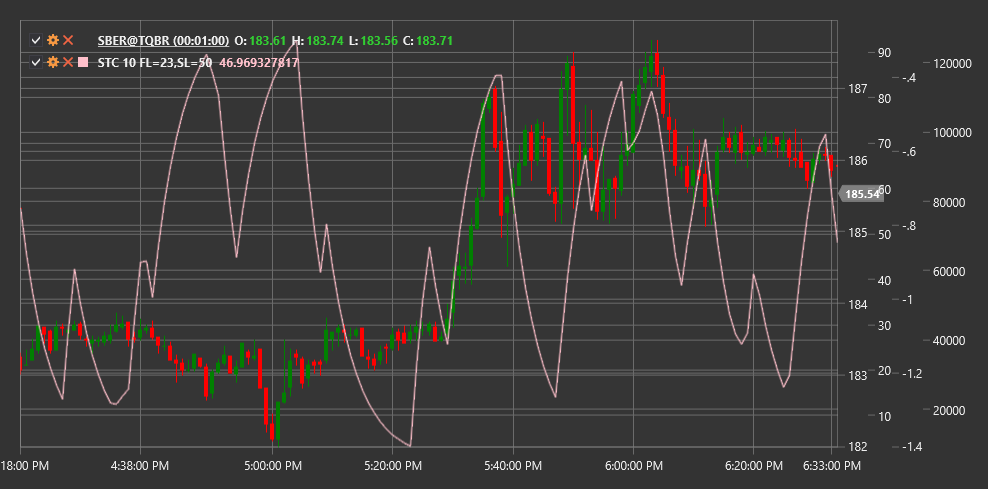 SBER@TQBR (00:01:00) O: 183.61 H: 183.74 L: 183.56 C: 183.71
STC 10 FL=23,SL=50 46.969327817
90
-.4
120000
187
80
70
100000
186
-.6
60
185.54
80000
185
50
-.8
40
60000
184
-1
30
40000
183
20
-1.2
20000
10
182
-1.4
18:00 PM
4:38:00 PM
5:00:00 PM
5:20:00 PM
5:40:00 PM
6:00:00 PM
6:20:00 PM
6:33:00 PM